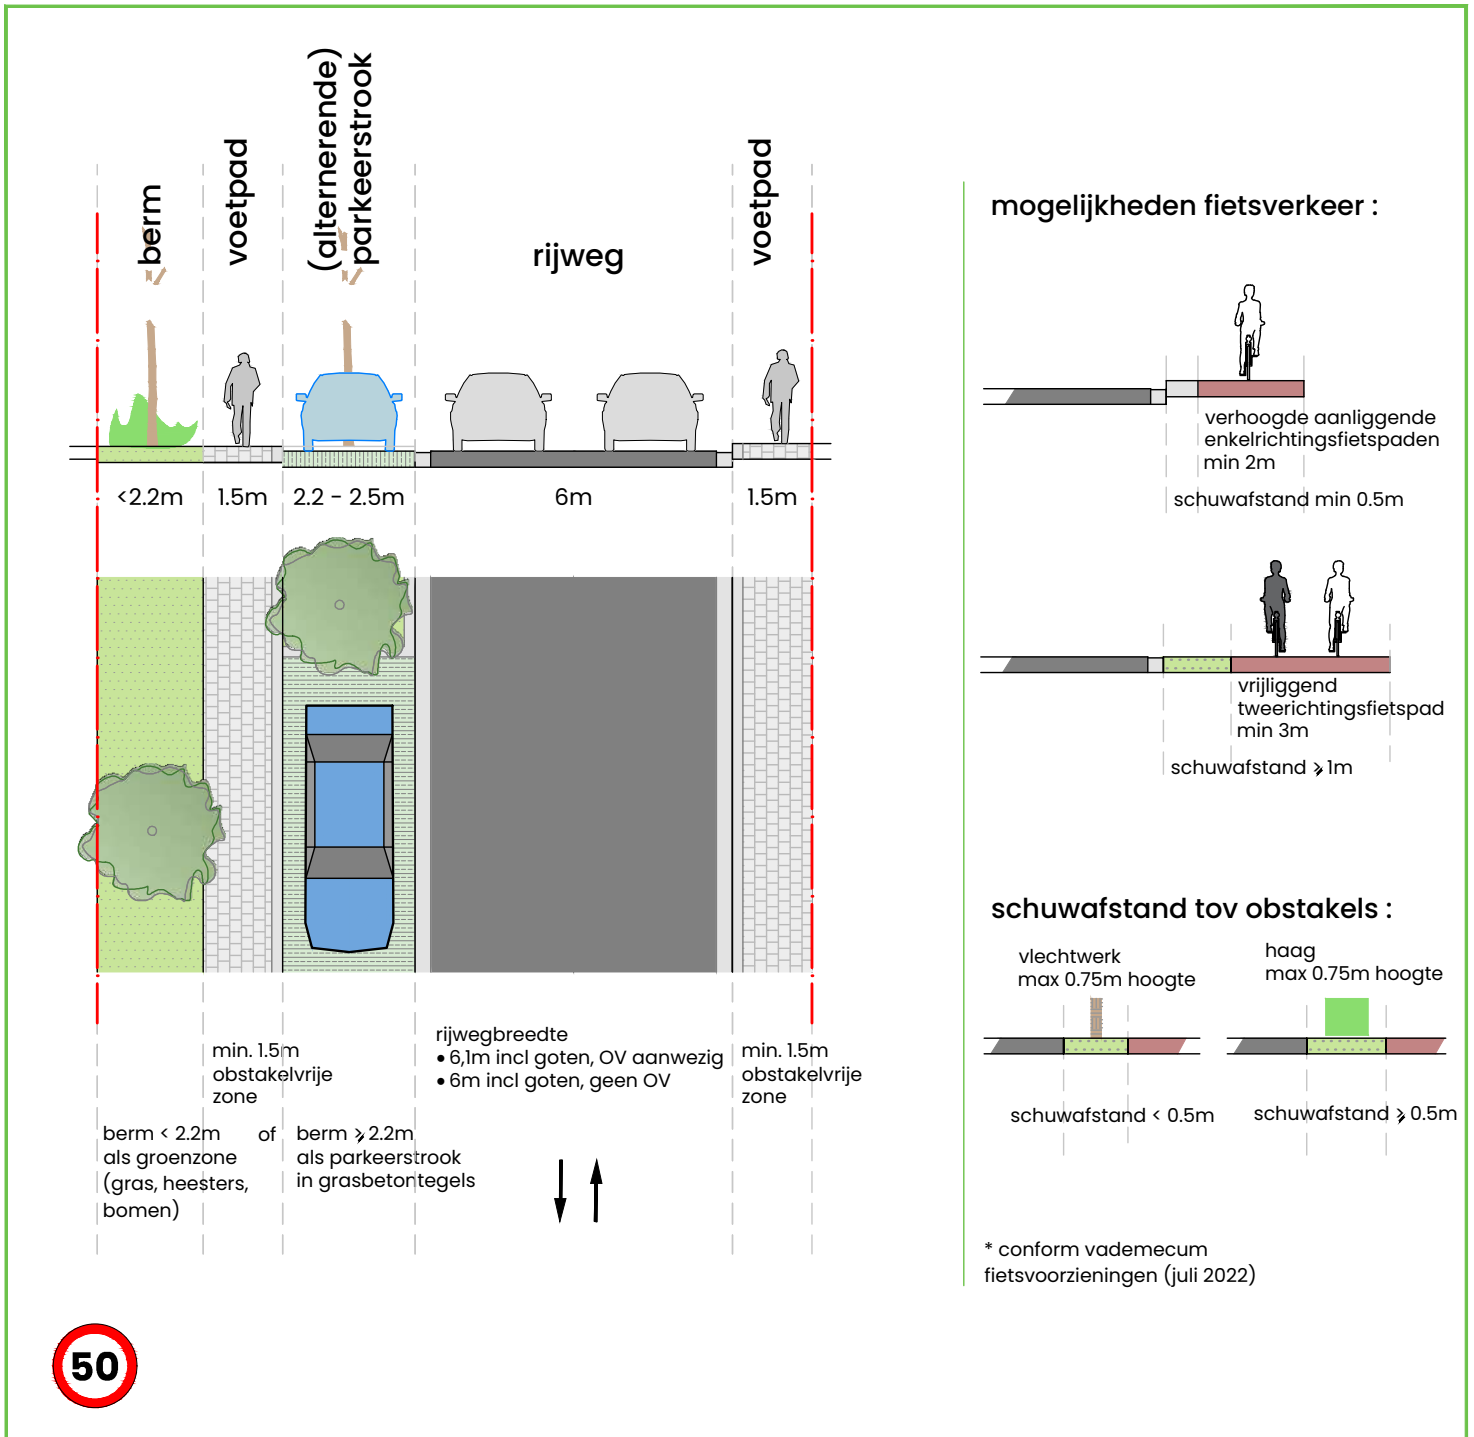 berm
voetpad
(alternerende)
parkeerstrook
rijweg
voetpad
<2.2m
1.5m
2.2 - 2.5m
6m
1.5m
min. 1.5m
obstakelvrije
zone
rijwegbreedte
• 6,1m incl goten, OV aanwezig
• 6m incl goten, geen OV
min. 1.5m
obstakelvrije
zone
berm < 2.2m
als groenzone
(gras, heesters,
bomen)
of
berm ⩾ 2.2m
als parkeerstrook
in grasbetontegels
50
mogelijkheden fietsverkeer :
verhoogde aanliggende
enkelrichtingsfietspaden
min 2m
schuwafstand min 0.5m
vrijliggend
tweerichtingsfietspad
min 3m
schuwafstand ⩾ 1m
schuwafstand tov obstakels :
vlechtwerk
max 0.75m hoogte
schuwafstand < 0.5m
haag
max 0.75m hoogte
schuwafstand ⩾ 0.5m
* conform vademecum
fietsvoorzieningen (juli 2022)